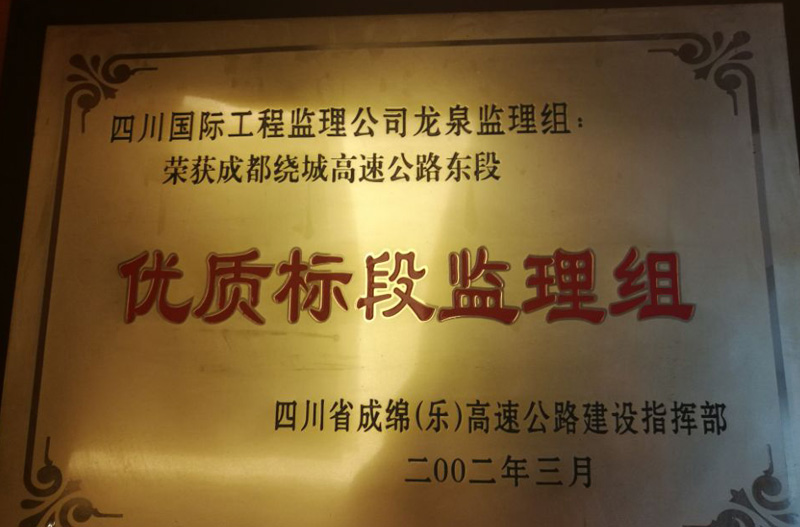 四川国际工程监理公司龙泉监理组：
荣获成都绕城高速公路东段
优质标段监理组
四川省成绵(乐)高速公路建设指挥部
二00二年三月